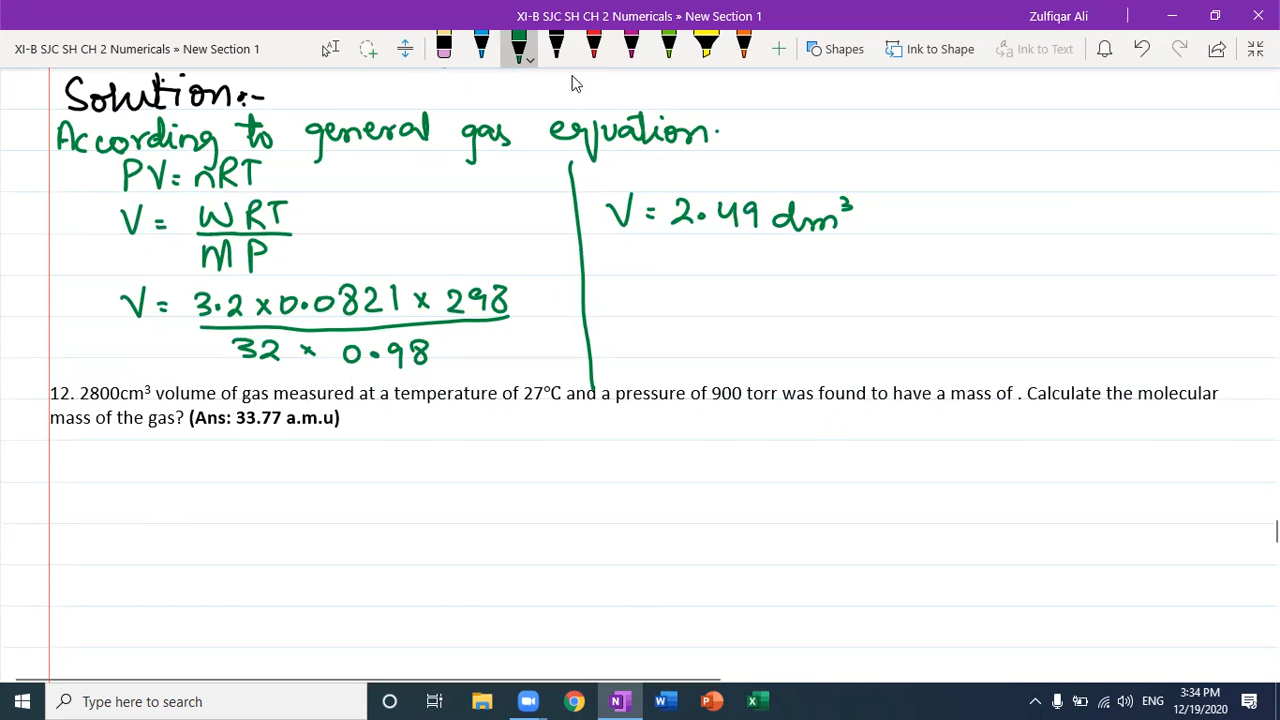 XI-B SJC SH CH 2 Numericals » New Section 1
Zulfiqar Ali
XI-B SJC SH CH 2 Numericals » New Section 1
Shapes
Ink to Shape
Ink to Text
Solution:-
According to general gas equation.
PV = nRT
V = WRT / MP
V = 3.2 × 0.0821 × 298 / 32 × 0.98
V = 2.49 dm³
12. 2800cm³ volume of gas measured at a temperature of 27°C and a pressure of 900 torr was found to have a mass of . Calculate the molecular
mass of the gas? (Ans: 33.77 a.m.u)
Type here to search
ENG
3:34 PM
12/19/2020